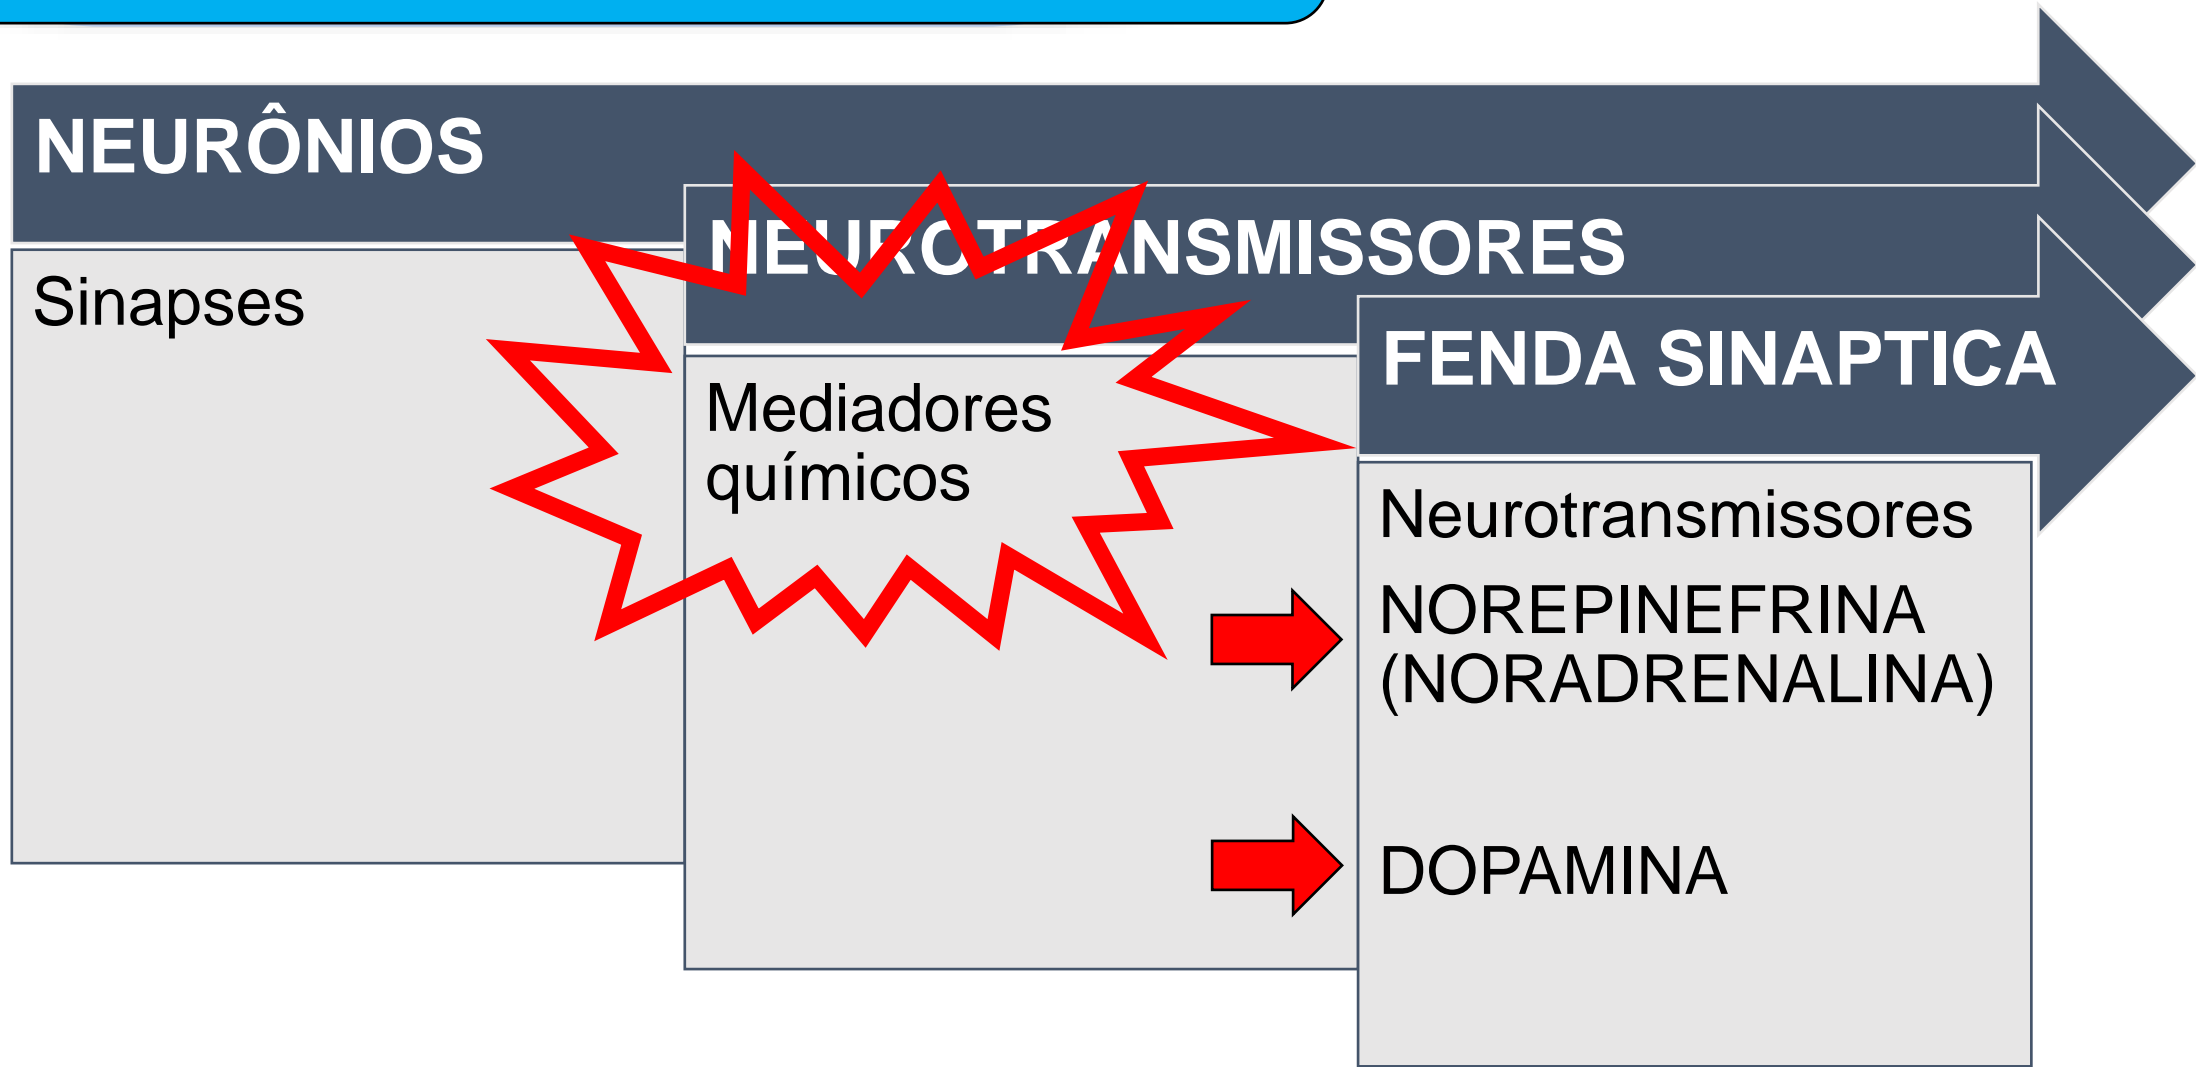 NEURÔNIOS
Sinapses
NEUROTRANSMISSORES
Mediadores
químicos
FENDA SINAPTICA
Neurotransmissores
NOREPINEFRINA
(NORADRENALINA)
DOPAMINA